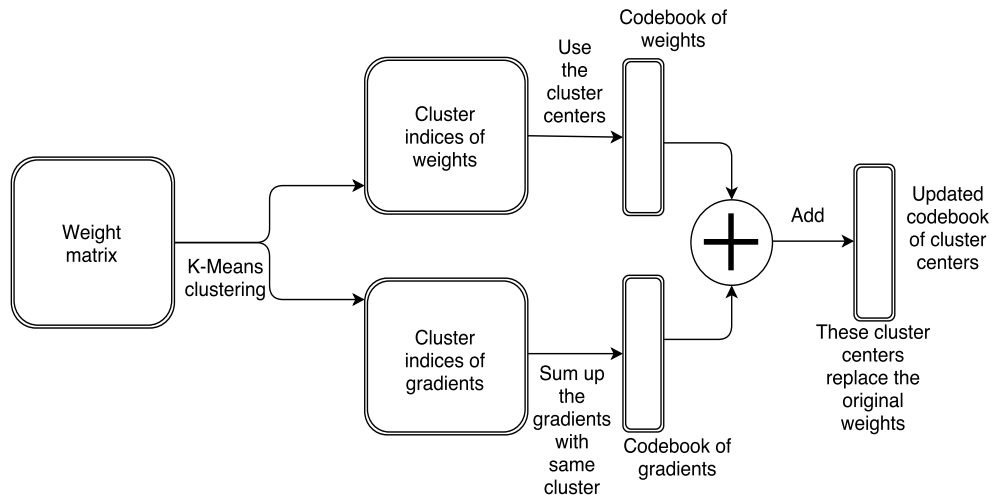 Weight
matrix
K-Means
clustering
Cluster
indices of
weights
Use
the
cluster
centers
Codebook of
weights
Cluster
indices of
gradients
Sum up
the
gradients
with
same
cluster
Codebook of
gradients
Add
Updated
codebook
of cluster
centers
These cluster
centers
replace the
original
weights